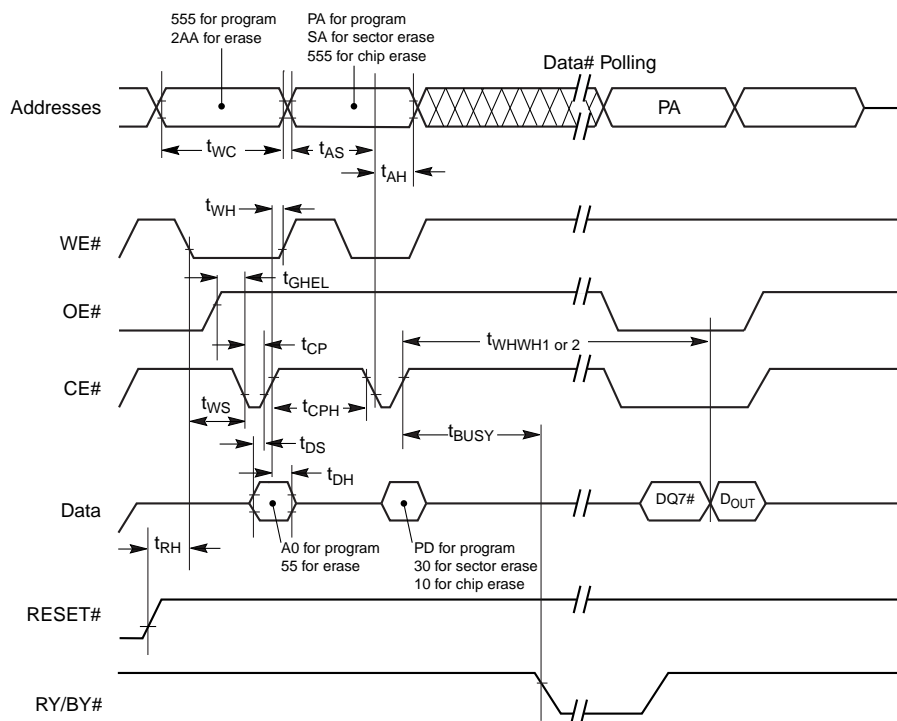 555 for program
2AA for erase
PA for program
SA for sector erase
555 for chip erase
Data# Polling
Addresses
PA
tWC
tAS
tAH
tWH
WE#
tGHEL
OE#
tWHWH1 or 2
tCP
CE#
tWS
tCPH
tBUSY
tDS
tDH
Data
DQ7#
DOUT
tRH
A0 for program
55 for erase
PD for program
30 for sector erase
10 for chip erase
RESET#
RY/BY#